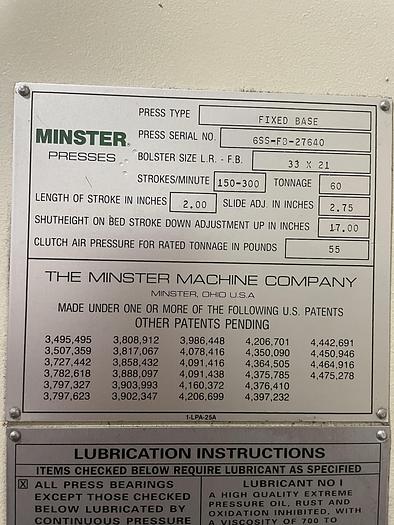 PRESS TYPE FIXED BASE
MINSTER®
PRESSES
PRESS SERIAL NO. 6SS-FB-27640
BOLSTER SIZE L.R. - F.B. 33 X 21
STROKES/MINUTE 150-300 TONNAGE 60
LENGTH OF STROKE IN INCHES 2.00 SLIDE ADJ. IN INCHES 2.75
SHUTHEIGHT ON BED STROKE DOWN ADJUSTMENT UP IN INCHES 17.00
CLUTCH AIR PRESSURE FOR RATED TONNAGE IN POUNDS 55
THE MINSTER MACHINE COMPANY
MINSTER, OHIO U.S.A
MADE UNDER ONE OR MORE OF THE FOLLOWING U.S. PATENTS
OTHER PATENTS PENDING
3,495,495 3,808,912 3,986,448 4,206,701 4,442,691
3,507,359 3,817,067 4,078,416 4,350,090 4,450,946
3,727,442 3,858,432 4,091,416 4,364,505 4,464,916
3,782,618 3,888,097 4,091,438 4,375,785 4,475,278
3,797,327 3,903,993 4,160,372 4,376,410
3,797,623 3,902,347 4,206,699 4,397,232
1-LPA-25A
LUBRICATION INSTRUCTIONS
ITEMS CHECKED BELOW REQUIRE LUBRICANT AS SPECIFIED
X ALL PRESS BEARINGS
EXCEPT THOSE CHECKED
BELOW LUBRICATED BY
CONTINUOUS PRESSURE
LUBRICANT NO I
A HIGH QUALITY EXTREME
PRESSURE OIL, RUST AND
OXIDATION INHIBITED, WITH
A VISCOSITY OF 700 TO